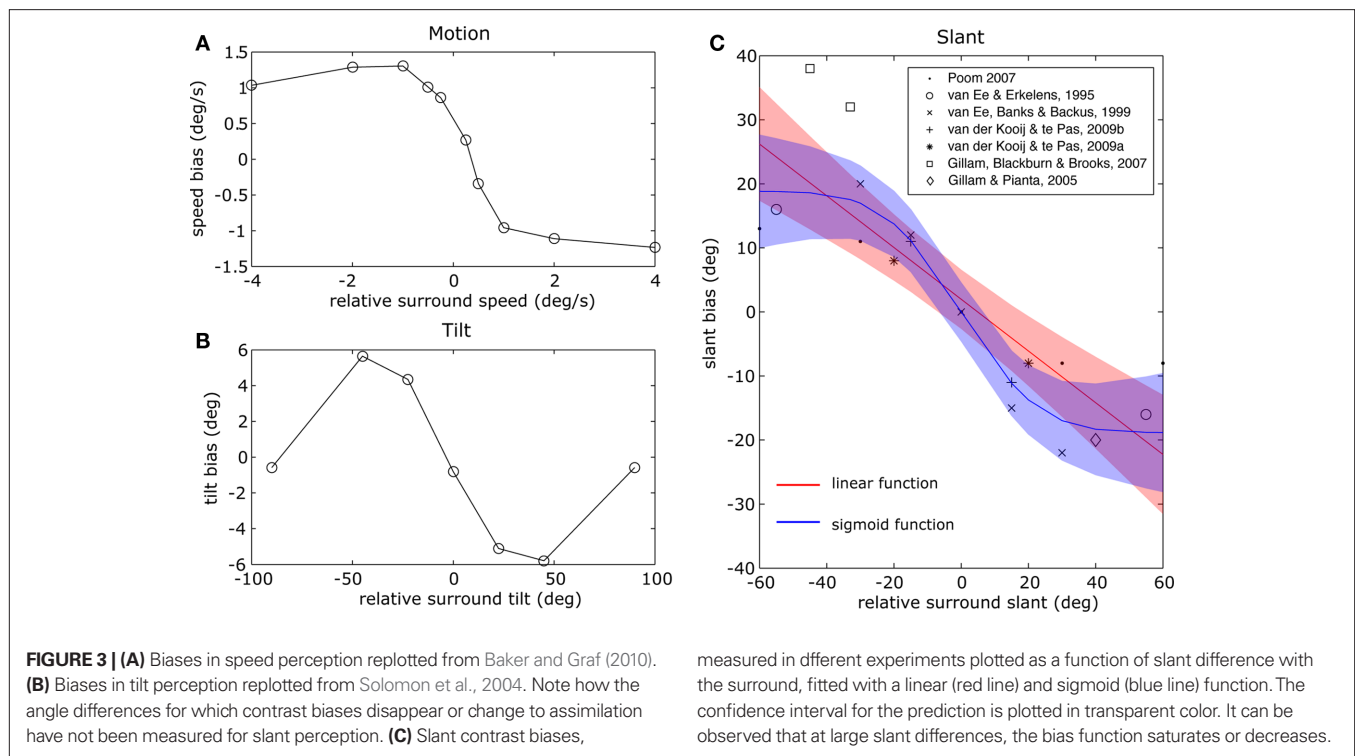 A
Motion
1.5
1
0.5
0
-0.5
-1
-1.5
speed bias (deg/s)
-4
-2
0
2
4
relative surround speed (deg/s)
B
Tilt
6
4
2
0
-2
-4
-6
tilt bias (deg)
-100
-50
0
50
100
relative surround tilt (deg)
C
Slant
40
30
20
10
0
-10
-20
-30
-40
slant bias (deg)
Poom 2007
van Ee & Erkelens, 1995
van Ee, Banks & Backus, 1999
van der Kooij & te Pas, 2009b
van der Kooij & te Pas, 2009a
Gillam, Blackburn & Brooks, 2007
Gillam & Pianta, 2005
linear function
sigmoid function
-60
-40
-20
0
20
40
60
relative surround slant (deg)
FIGURE 3 | (A) Biases in speed perception replotted from Baker and Graf (2010).
(B) Biases in tilt perception replotted from Solomon et al., 2004. Note how the
angle differences for which contrast biases disappear or change to assimilation
have not been measured for slant perception. (C) Slant contrast biases,
measured in dfferent experiments plotted as a function of slant difference with
the surround, fitted with a linear (red line) and sigmoid (blue line) function. The
confidence interval for the prediction is plotted in transparent color. It can be
observed that at large slant differences, the bias function saturates or decreases.